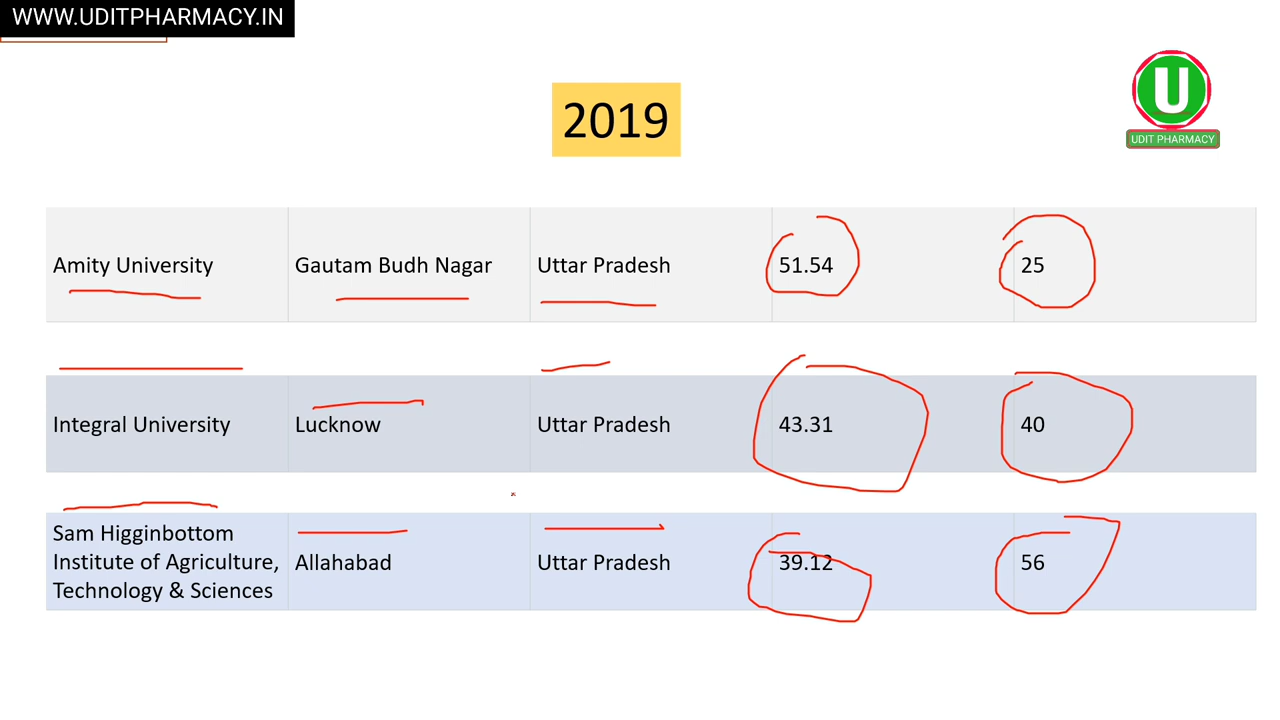 WWW.UDITPHARMACY.IN
2019
U
UDIT PHARMACY
Amity University Gautam Budh Nagar Uttar Pradesh 51.54 25
Integral University Lucknow Uttar Pradesh 43.31 40
Sam Higginbottom
Institute of Agriculture, Allahabad Uttar Pradesh 39.12 56
Technology & Sciences